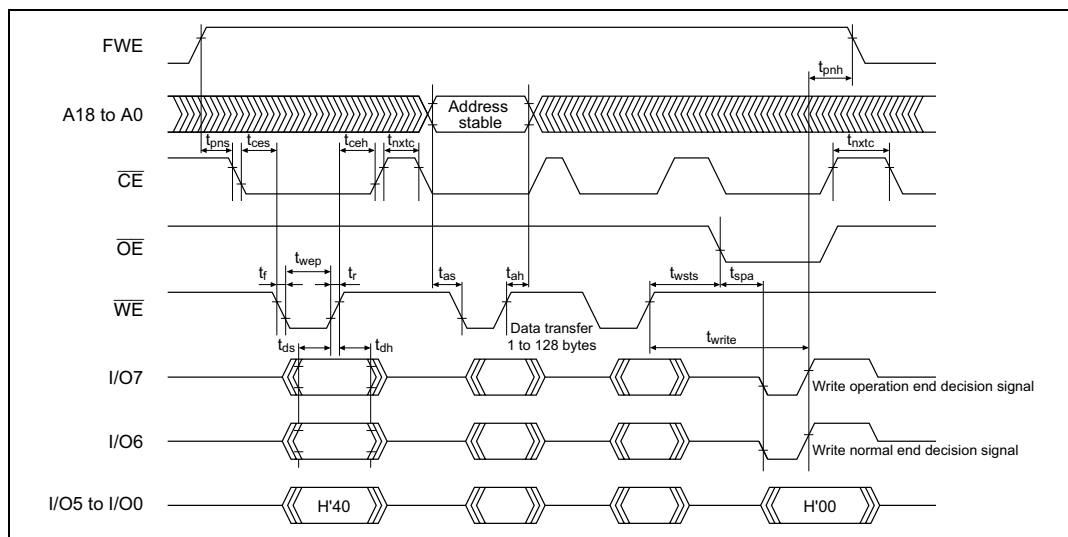 FWE
tpnh
A18 to A0
Address
stable
tpns
tces
tceh
tnxtc
tnxtc
CE
OE
twep
tf
tr
tas
tah
twsts
tspa
WE
Data transfer
1 to 128 bytes
twrite
tds
tdh
I/O7
Write operation end decision signal
I/O6
Write normal end decision signal
I/O5 to I/O0
H'40
H'00